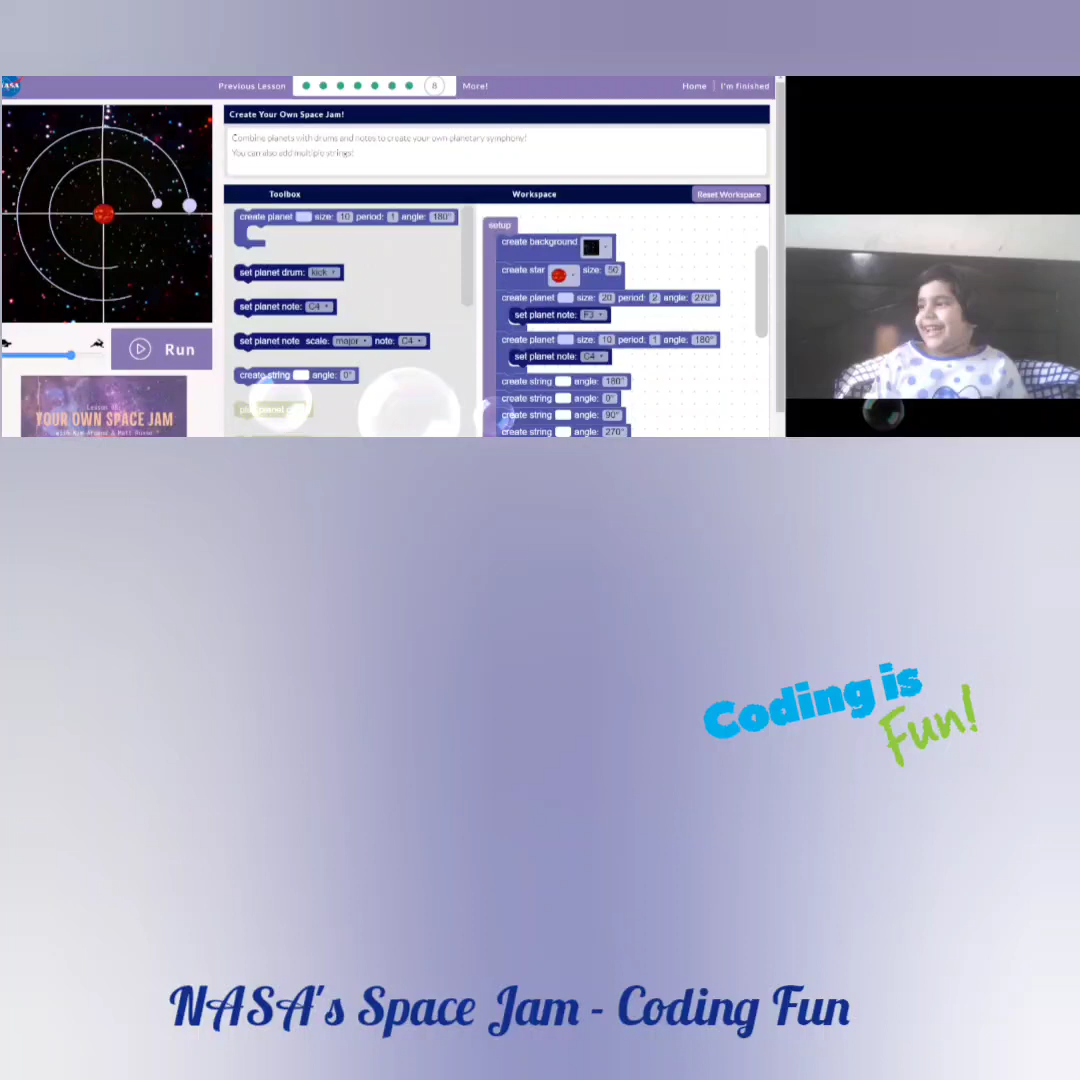 NASA
Previous Lesson 8 More! Home I'm finished
Create Your Own Space Jam!
Combine planets with drums and notes to create your own planetary symphony!
You can also add multiple strings!
Toolbox
create planet size: 10 period: 1 angle: 180°
set planet drum: kick
set planet note: C4
set planet note scale: major note: C4
create string angle: 0°
Workspace Reset Workspace
setup
create background
create star size: 50
create planet size: 20 period: 2 angle: 270°
set planet note: F3
create planet size: 10 period: 1 angle: 180°
set planet note: C4
create string angle: 180°
create string angle: 0°
create string angle: 90°
create string angle: 270°
Run
YOUR OWN SPACE JAM
Coding is
Fun!
NASA's Space Jam - Coding Fun